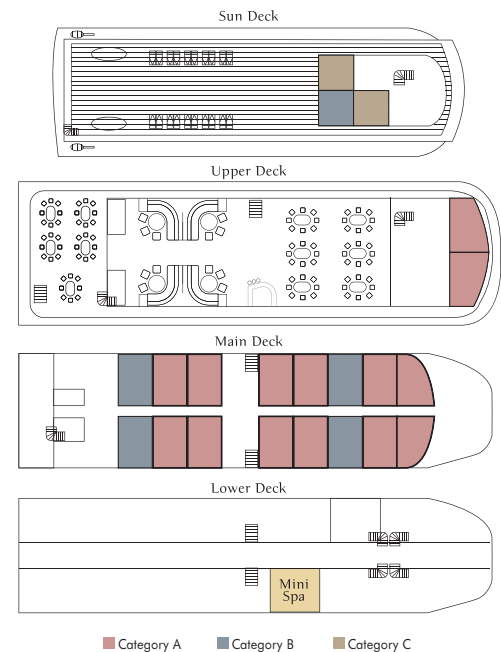 Sun Deck
Upper Deck
Main Deck
Lower Deck
Mini
Spa
Category A
Category B
Category C